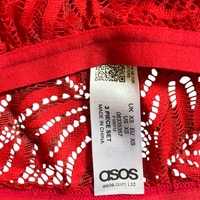 UK XS EU XS
US XS
3 PIECE SET
MADE IN CHINA
asos
asos.com Ltd